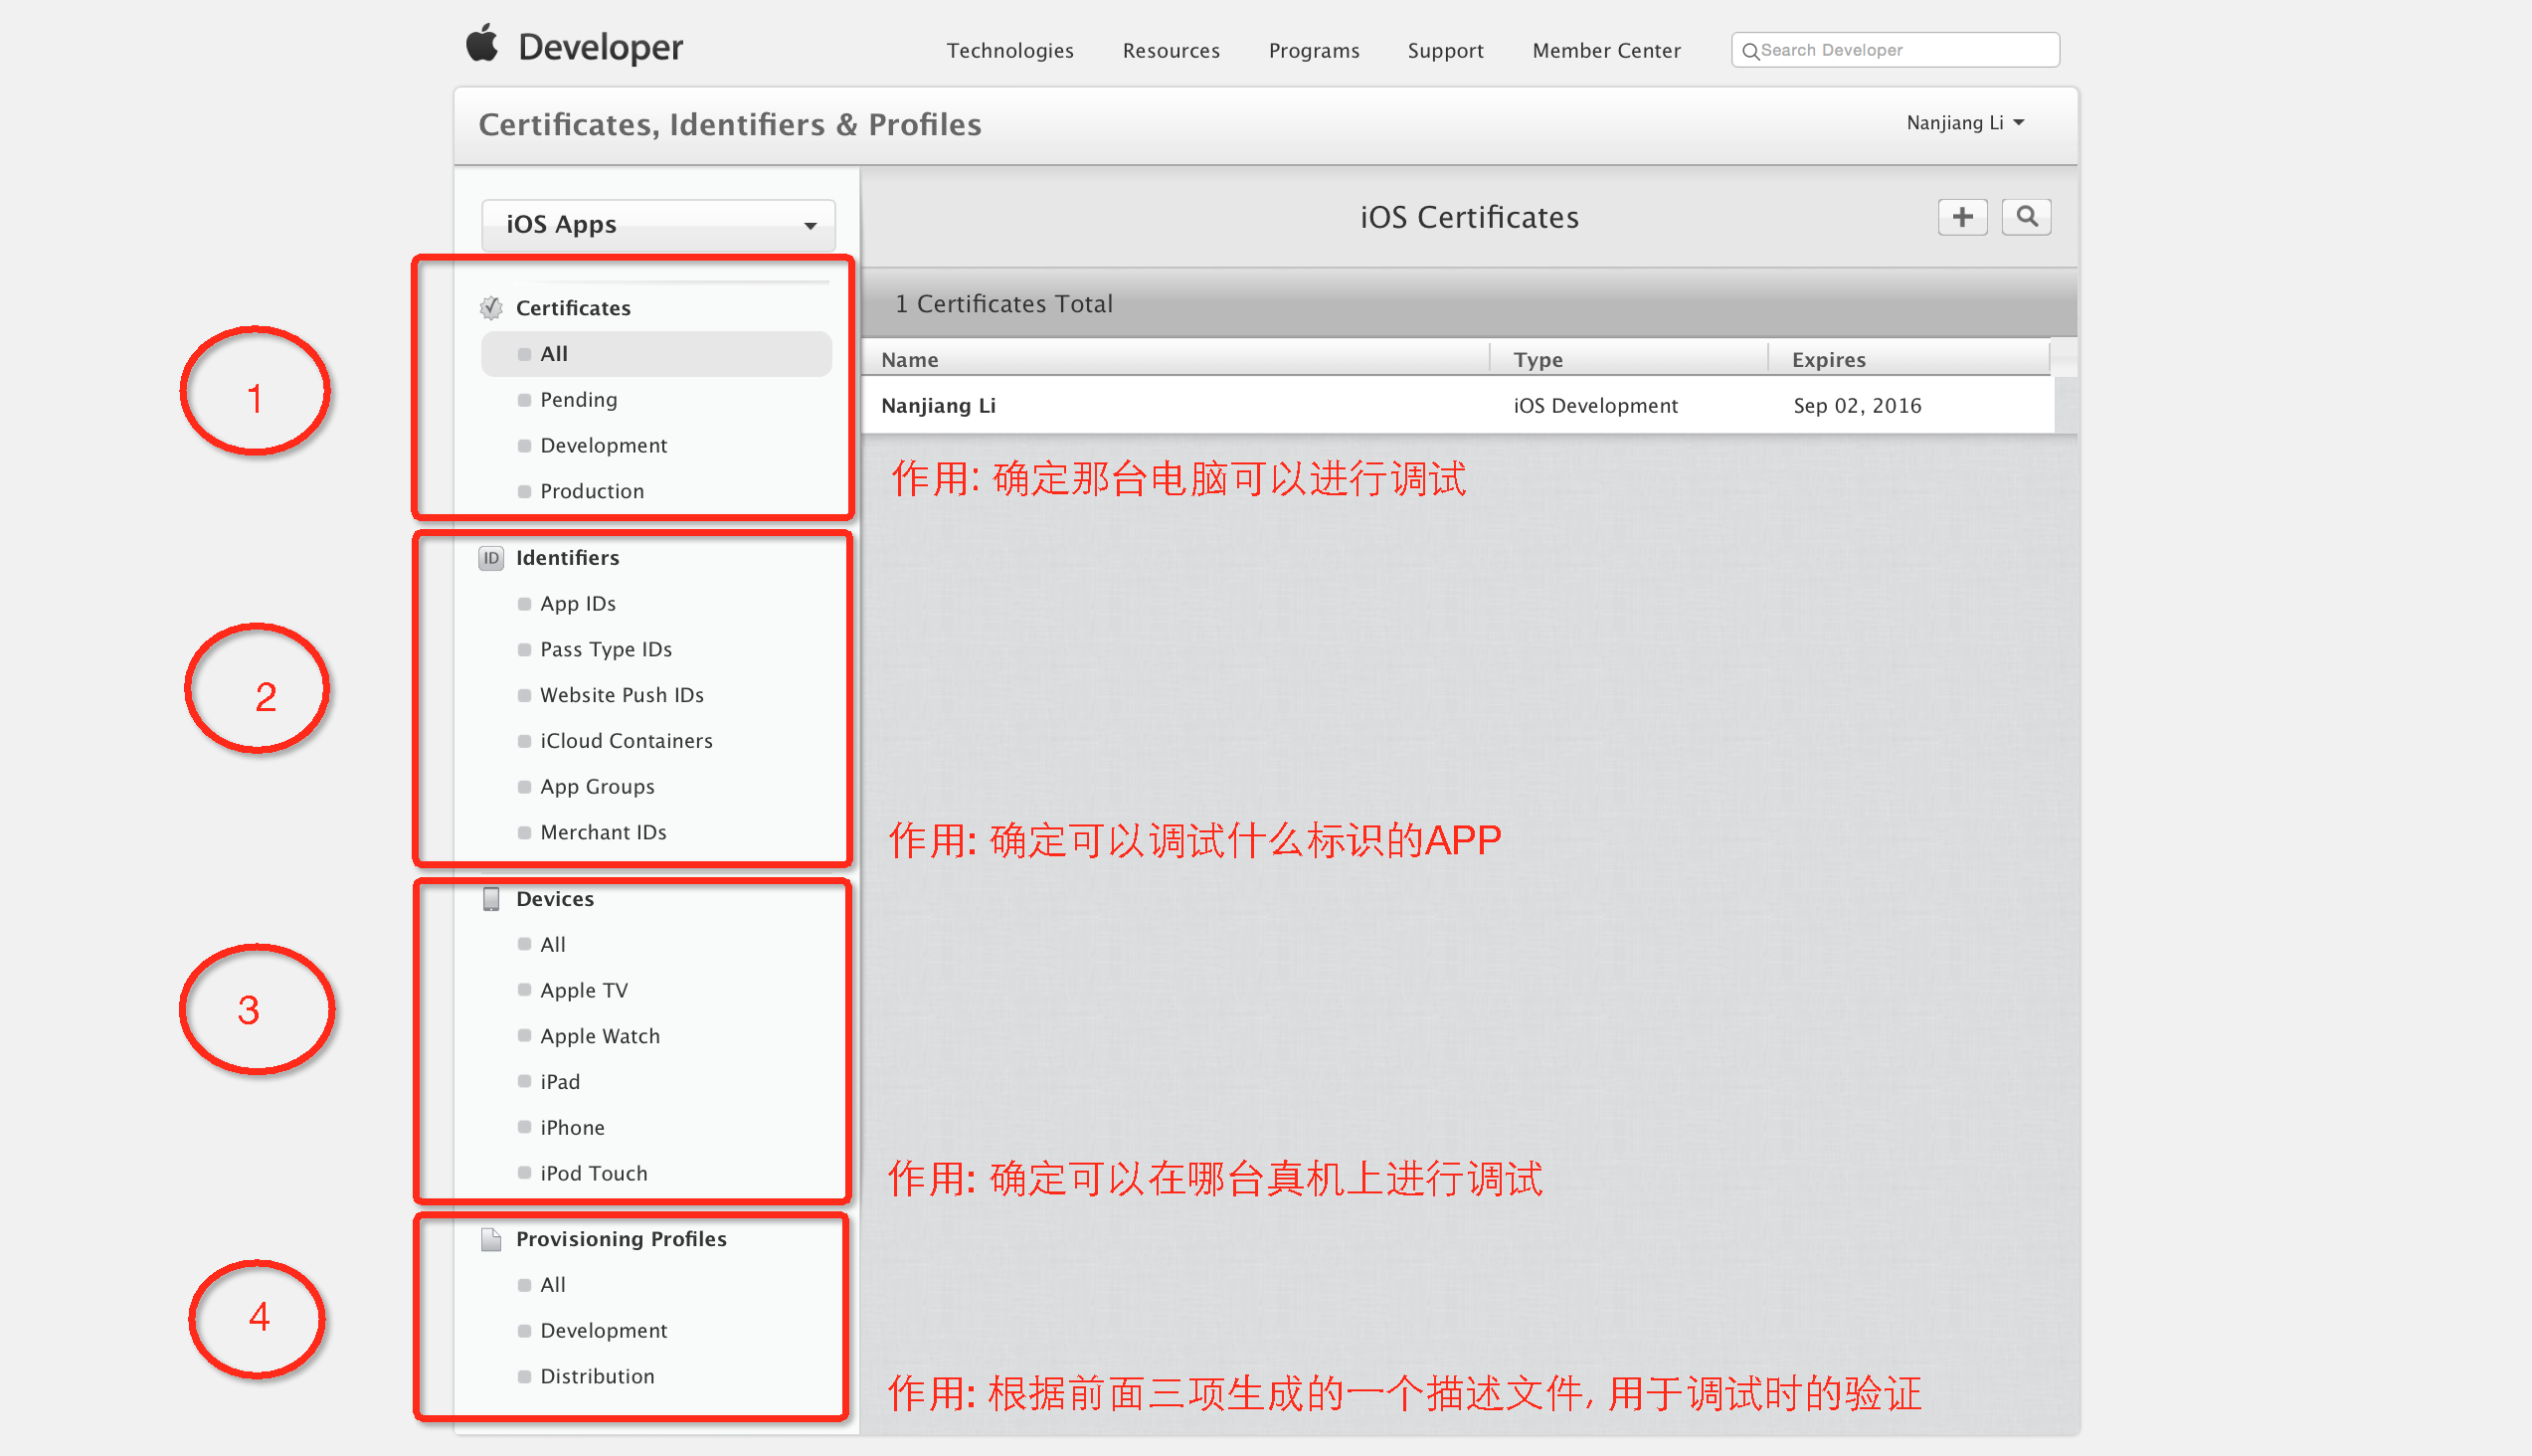 Developer
Technologies Resources Programs Support Member Center Search Developer
Certificates, Identifiers & Profiles
Nanjiang Li
iOS Apps
iOS Certificates
1 Certificates Total
Name Type Expires
Nanjiang Li iOS Development Sep 02, 2016
1
Certificates
All
Pending
Development
Production
作用: 确定那台电脑可以进行调试
2
ID Identifiers
App IDs
Pass Type IDs
Website Push IDs
iCloud Containers
App Groups
Merchant IDs
作用: 确定可以调试什么标识的APP
3
Devices
All
Apple TV
Apple Watch
iPad
iPhone
iPod Touch
作用: 确定可以在哪台真机上进行调试
4
Provisioning Profiles
All
Development
Distribution
作用: 根据前面三项生成的一个描述文件, 用于调试时的验证